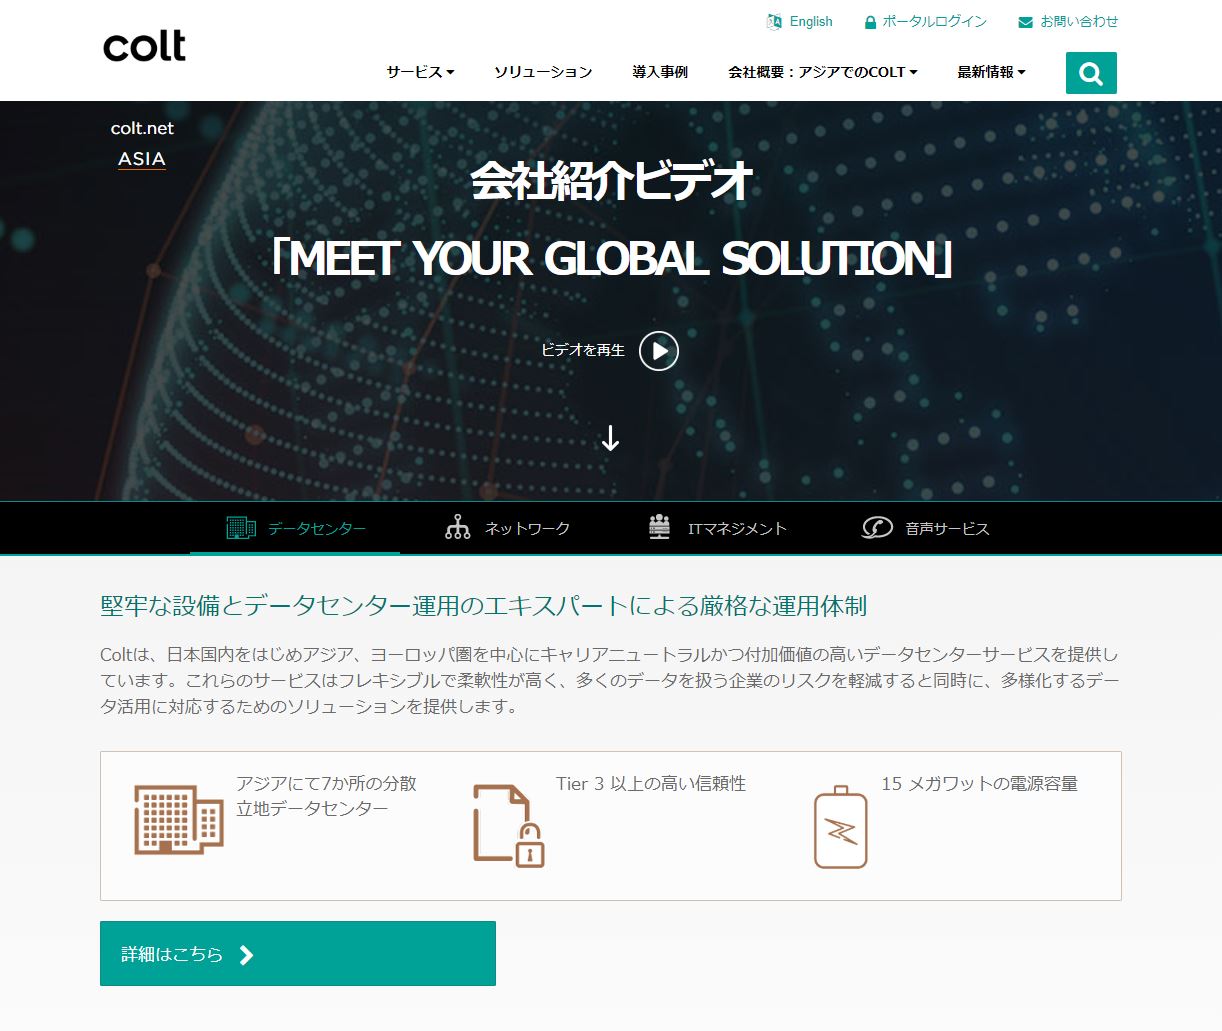 English
ポータルログイン
お問い合わせ
colt
サービス
ソリューション
導入事例
会社概要：アジアでのCOLT
最新情報
colt.net
ASIA
会社紹介ビデオ
「MEET YOUR GLOBAL SOLUTION」
ビデオを再生
データセンター
ネットワーク
ITマネジメント
音声サービス
堅牢な設備とデータセンター運用のエキスパートによる厳格な運用体制
Coltは、日本国内をはじめアジア、ヨーロッパ圏を中心にキャリアニュートラルかつ付加価値の高いデータセンターサービスを提供し
ています。これらのサービスはフレキシブルで柔軟性が高く、多くのデータを扱う企業のリスクを軽減すると同時に、多様化するデー
タ活用に対応するためのソリューションを提供します。
アジアにて7か所の分散
立地データセンター
Tier 3 以上の高い信頼性
15 メガワットの電源容量
詳細はこちら